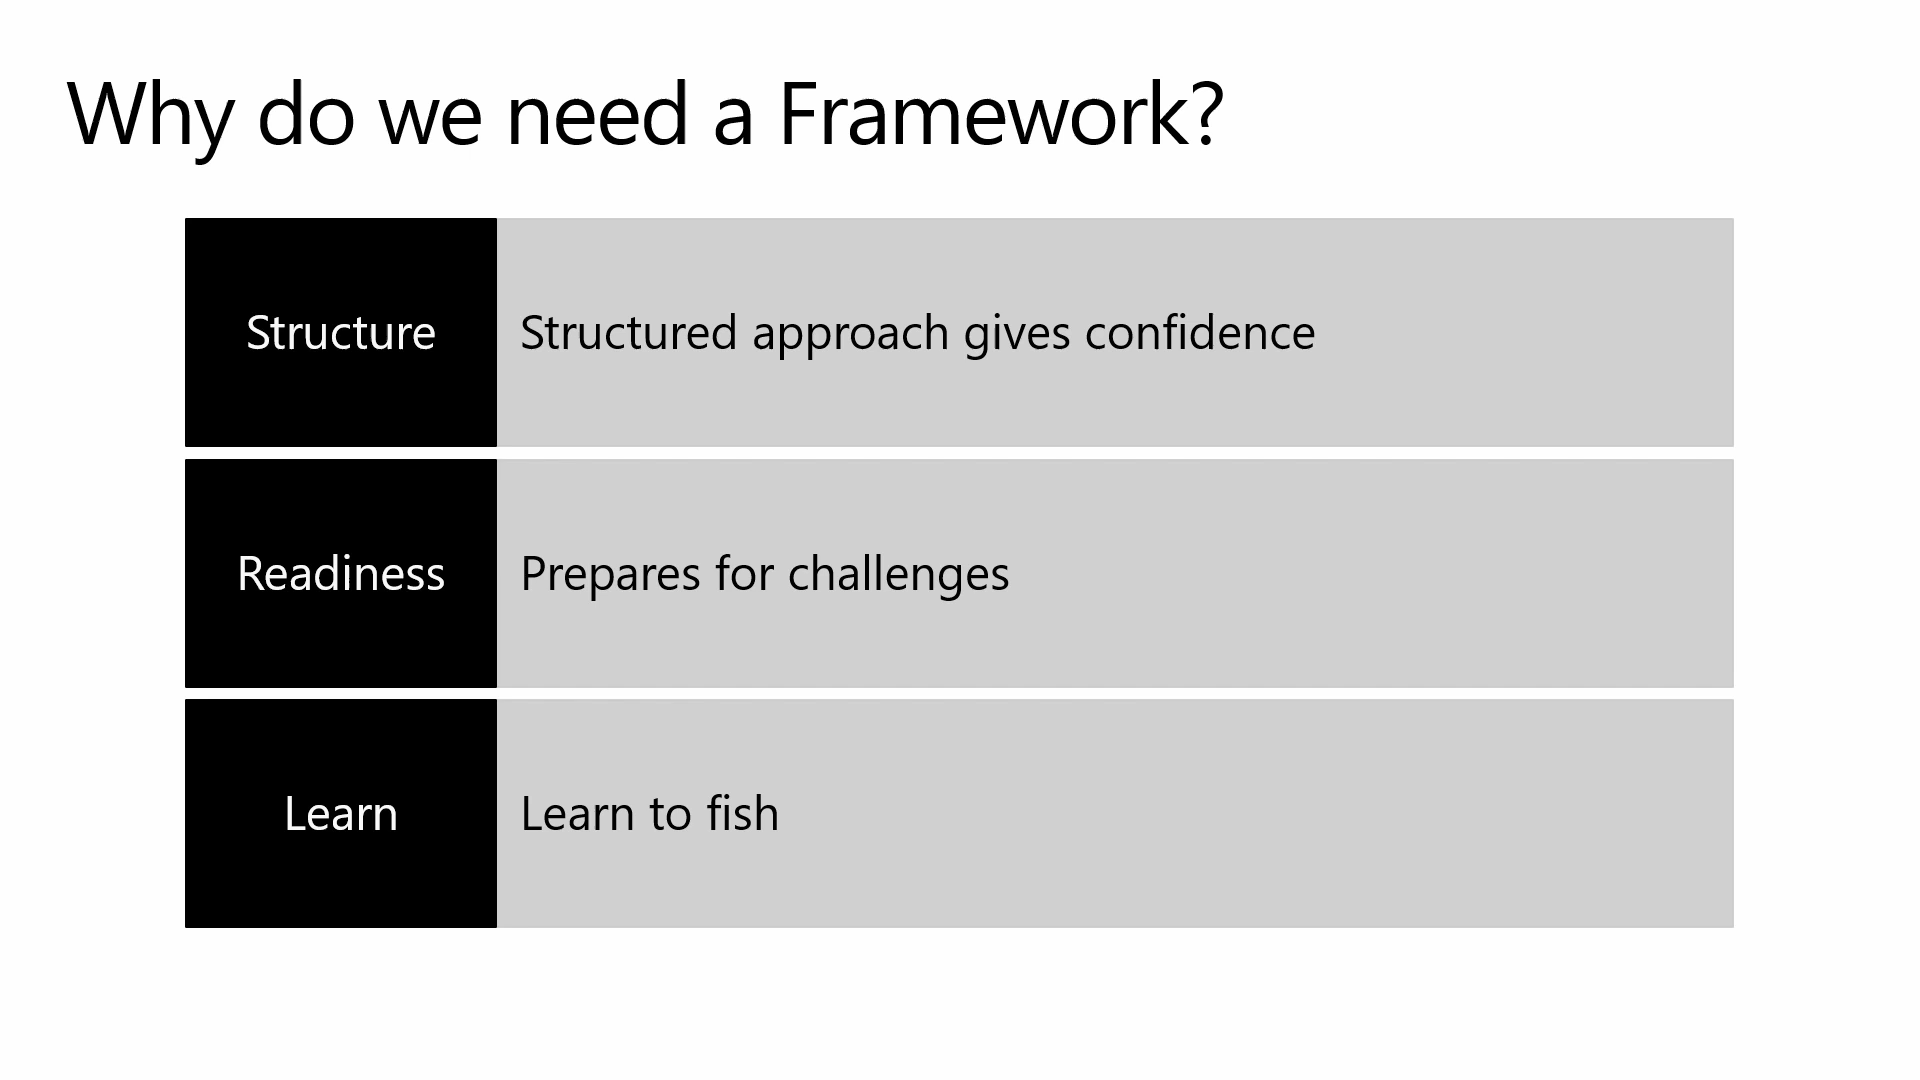 Why do we need a Framework?
Structure
Structured approach gives confidence
Readiness
Prepares for challenges
Learn
Learn to fish